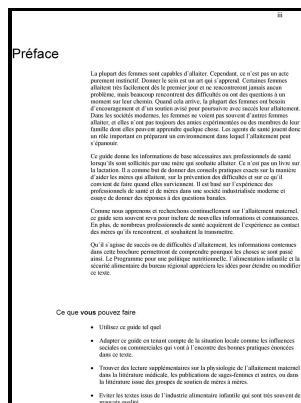 iii
Préface
La plupart des femmes sont capables d'allaiter. Cependant, ce n'est pas un acte
purement instinctif. Donner le sein est un art qui s'apprend. Certaines femmes
allaitent très facilement dès le premier jour et ne rencontreront jamais aucun
problème, mais beaucoup rencontrent des difficultés ou ont des questions à un
moment sur leur chemin. Quand cela arrive, la plupart des femmes ont besoin
d'encouragement et d'un soutien avisé pour poursuivre avec succès leur allaitement.
Dans les sociétés modernes, les femmes ne voient pas souvent d'autres femmes
allaiter, et elles n'ont pas toujours des amies expérimentées ou des membres de leur
famille dont elles peuvent apprendre quelque chose. Les agents de santé jouent donc
un rôle important en préparant un environnement dans lequel l'allaitement peut
s'épanouir.
Ce guide donne les informations de base nécessaires aux professionnels de santé
lorsqu'ils sont sollicités par une mère qui souhaite allaiter. Ce n'est pas un livre sur
la lactation. Il a comme but de donner des conseils pratiques exacts sur la manière
d'aider les mères qui allaitent, sur la prévention des difficultés et sur ce qu'il
convient de faire quand elles surviennent. Il est basé sur l'expérience des
professionnels de santé et de mères dans une société industrialisée moderne et
essaye de donner des réponses à des questions banales.
Comme nous apprenons et recherchons continuellement sur l'allaitement maternel,
ce guide sera souvent revu pour inclure de nouvelles informations et connaissances.
En plus, de nombreux professionnels de santé acquièrent de l'expérience au contact
des mères qu'ils rencontrent, et souhaitent la transmettre.
Qu'il s'agisse de succès ou de difficultés d'allaitement, les informations contenues
dans cette brochure permettront de comprendre pourquoi les choses se sont passé
ainsi. Le Programme pour une politique nutritionnelle, l'alimentation infantile et la
sécurité alimentaire du bureau régional apprécient les idées pour étendre ou modifier
ce texte.
Ce que vous pouvez faire
• Utilisez ce guide tel quel
• Adapter ce guide en tenant compte de la situation locale comme les influences
sociales ou commerciales qui vont à l'encontre des bonnes pratiques énoncées
dans ce texte.
• Trouver des lecture supplémentaires sur la physiologie de l'allaitement maternel
dans la littérature médicale, les publications de sages-femmes et autres, ou dans
la littérature issue des groupes de soutien de mères à mères.
• Eviter les textes issus de l'industrie alimentaire infantile qui sont très souvent de
mauvaise qualité